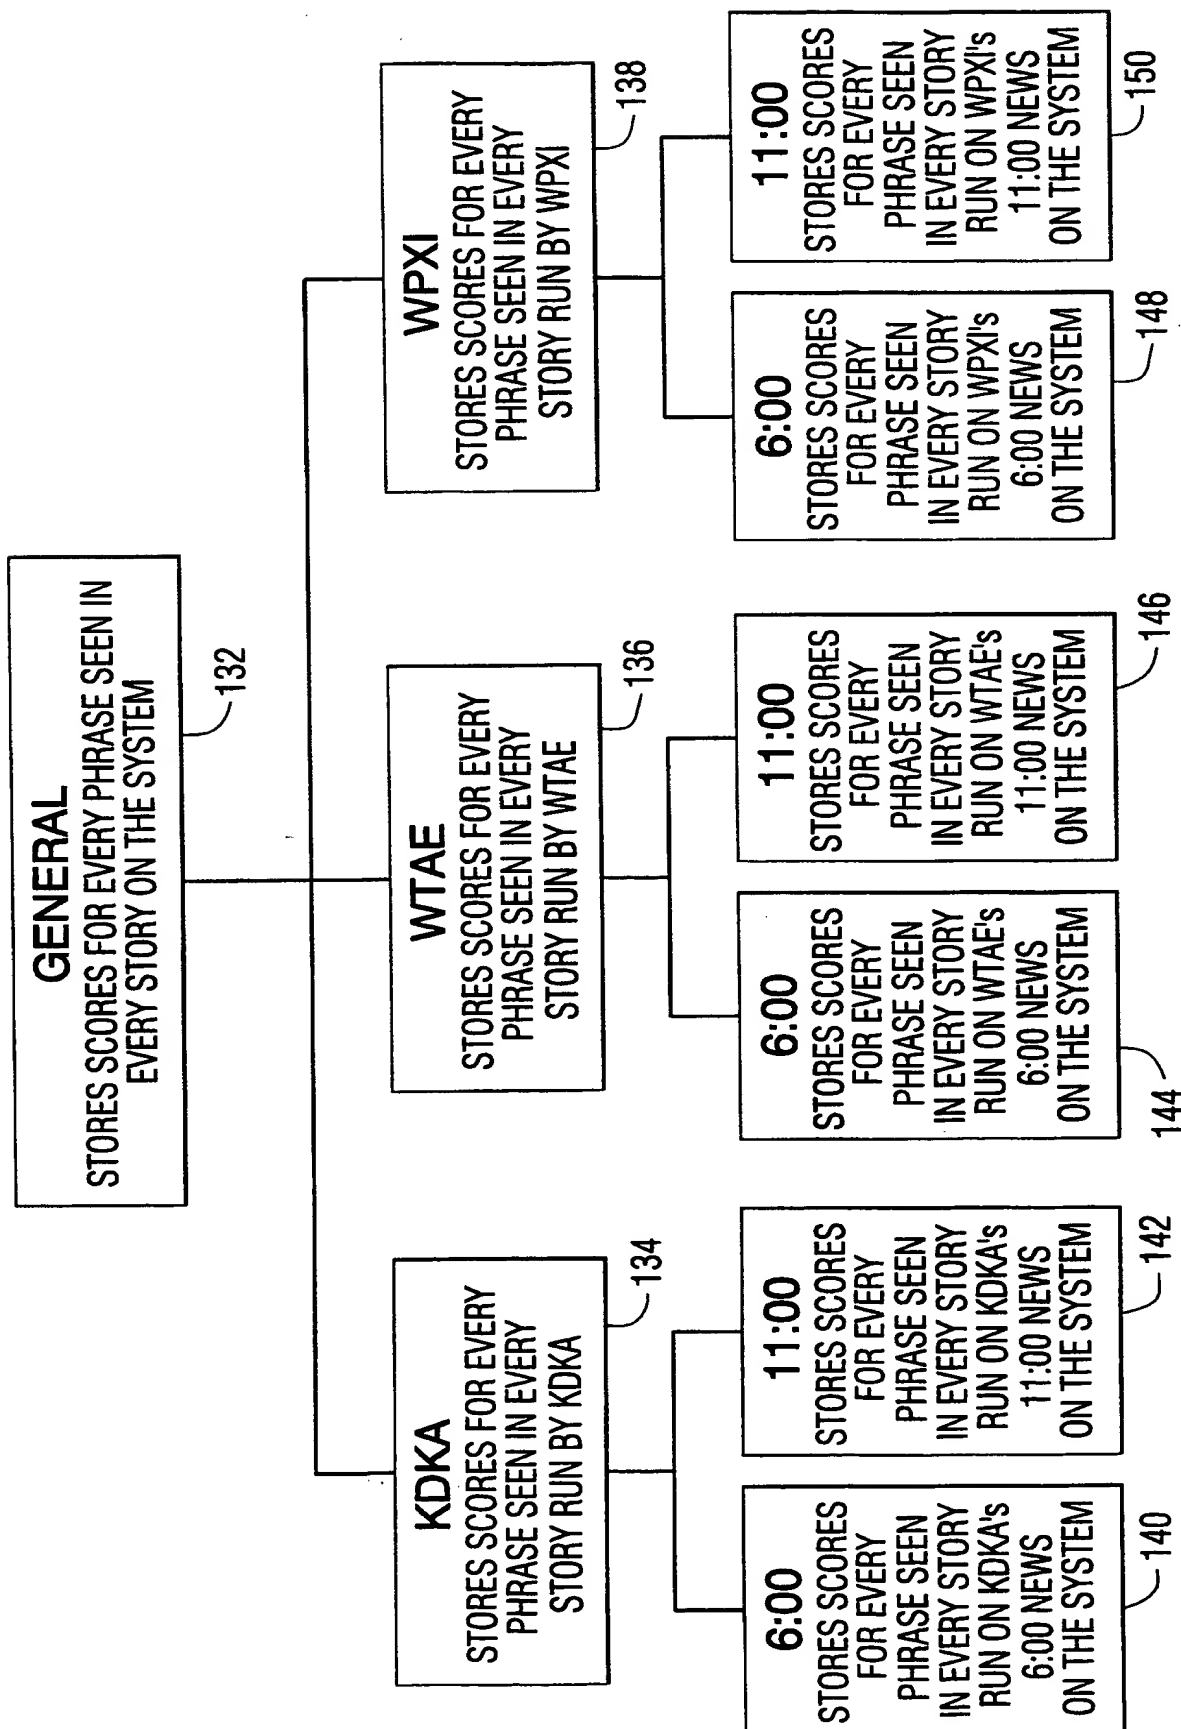 GENERAL
STORES SCORES FOR EVERY PHRASE SEEN IN
EVERY STORY ON THE SYSTEM
132
KDKA
STORES SCORES FOR EVERY
PHRASE SEEN IN EVERY
STORY RUN BY KDKA
134
WTAE
STORES SCORES FOR EVERY
PHRASE SEEN IN EVERY
STORY RUN BY WTAE
136
WPXI
STORES SCORES FOR EVERY
PHRASE SEEN IN EVERY
STORY RUN BY WPXI
138
6:00
STORES SCORES
FOR EVERY
PHRASE SEEN
IN EVERY STORY
RUN ON KDKA's
6:00 NEWS
ON THE SYSTEM
140
11:00
STORES SCORES
FOR EVERY
PHRASE SEEN
IN EVERY STORY
RUN ON KDKA's
11:00 NEWS
ON THE SYSTEM
142
6:00
STORES SCORES
FOR EVERY
PHRASE SEEN
IN EVERY STORY
RUN ON WTAE's
6:00 NEWS
ON THE SYSTEM
144
11:00
STORES SCORES
FOR EVERY
PHRASE SEEN
IN EVERY STORY
RUN ON WTAE's
11:00 NEWS
ON THE SYSTEM
146
6:00
STORES SCORES
FOR EVERY
PHRASE SEEN
IN EVERY STORY
RUN ON WPXI's
6:00 NEWS
ON THE SYSTEM
148
11:00
STORES SCORES
FOR EVERY
PHRASE SEEN
IN EVERY STORY
RUN ON WPXI's
11:00 NEWS
ON THE SYSTEM
150